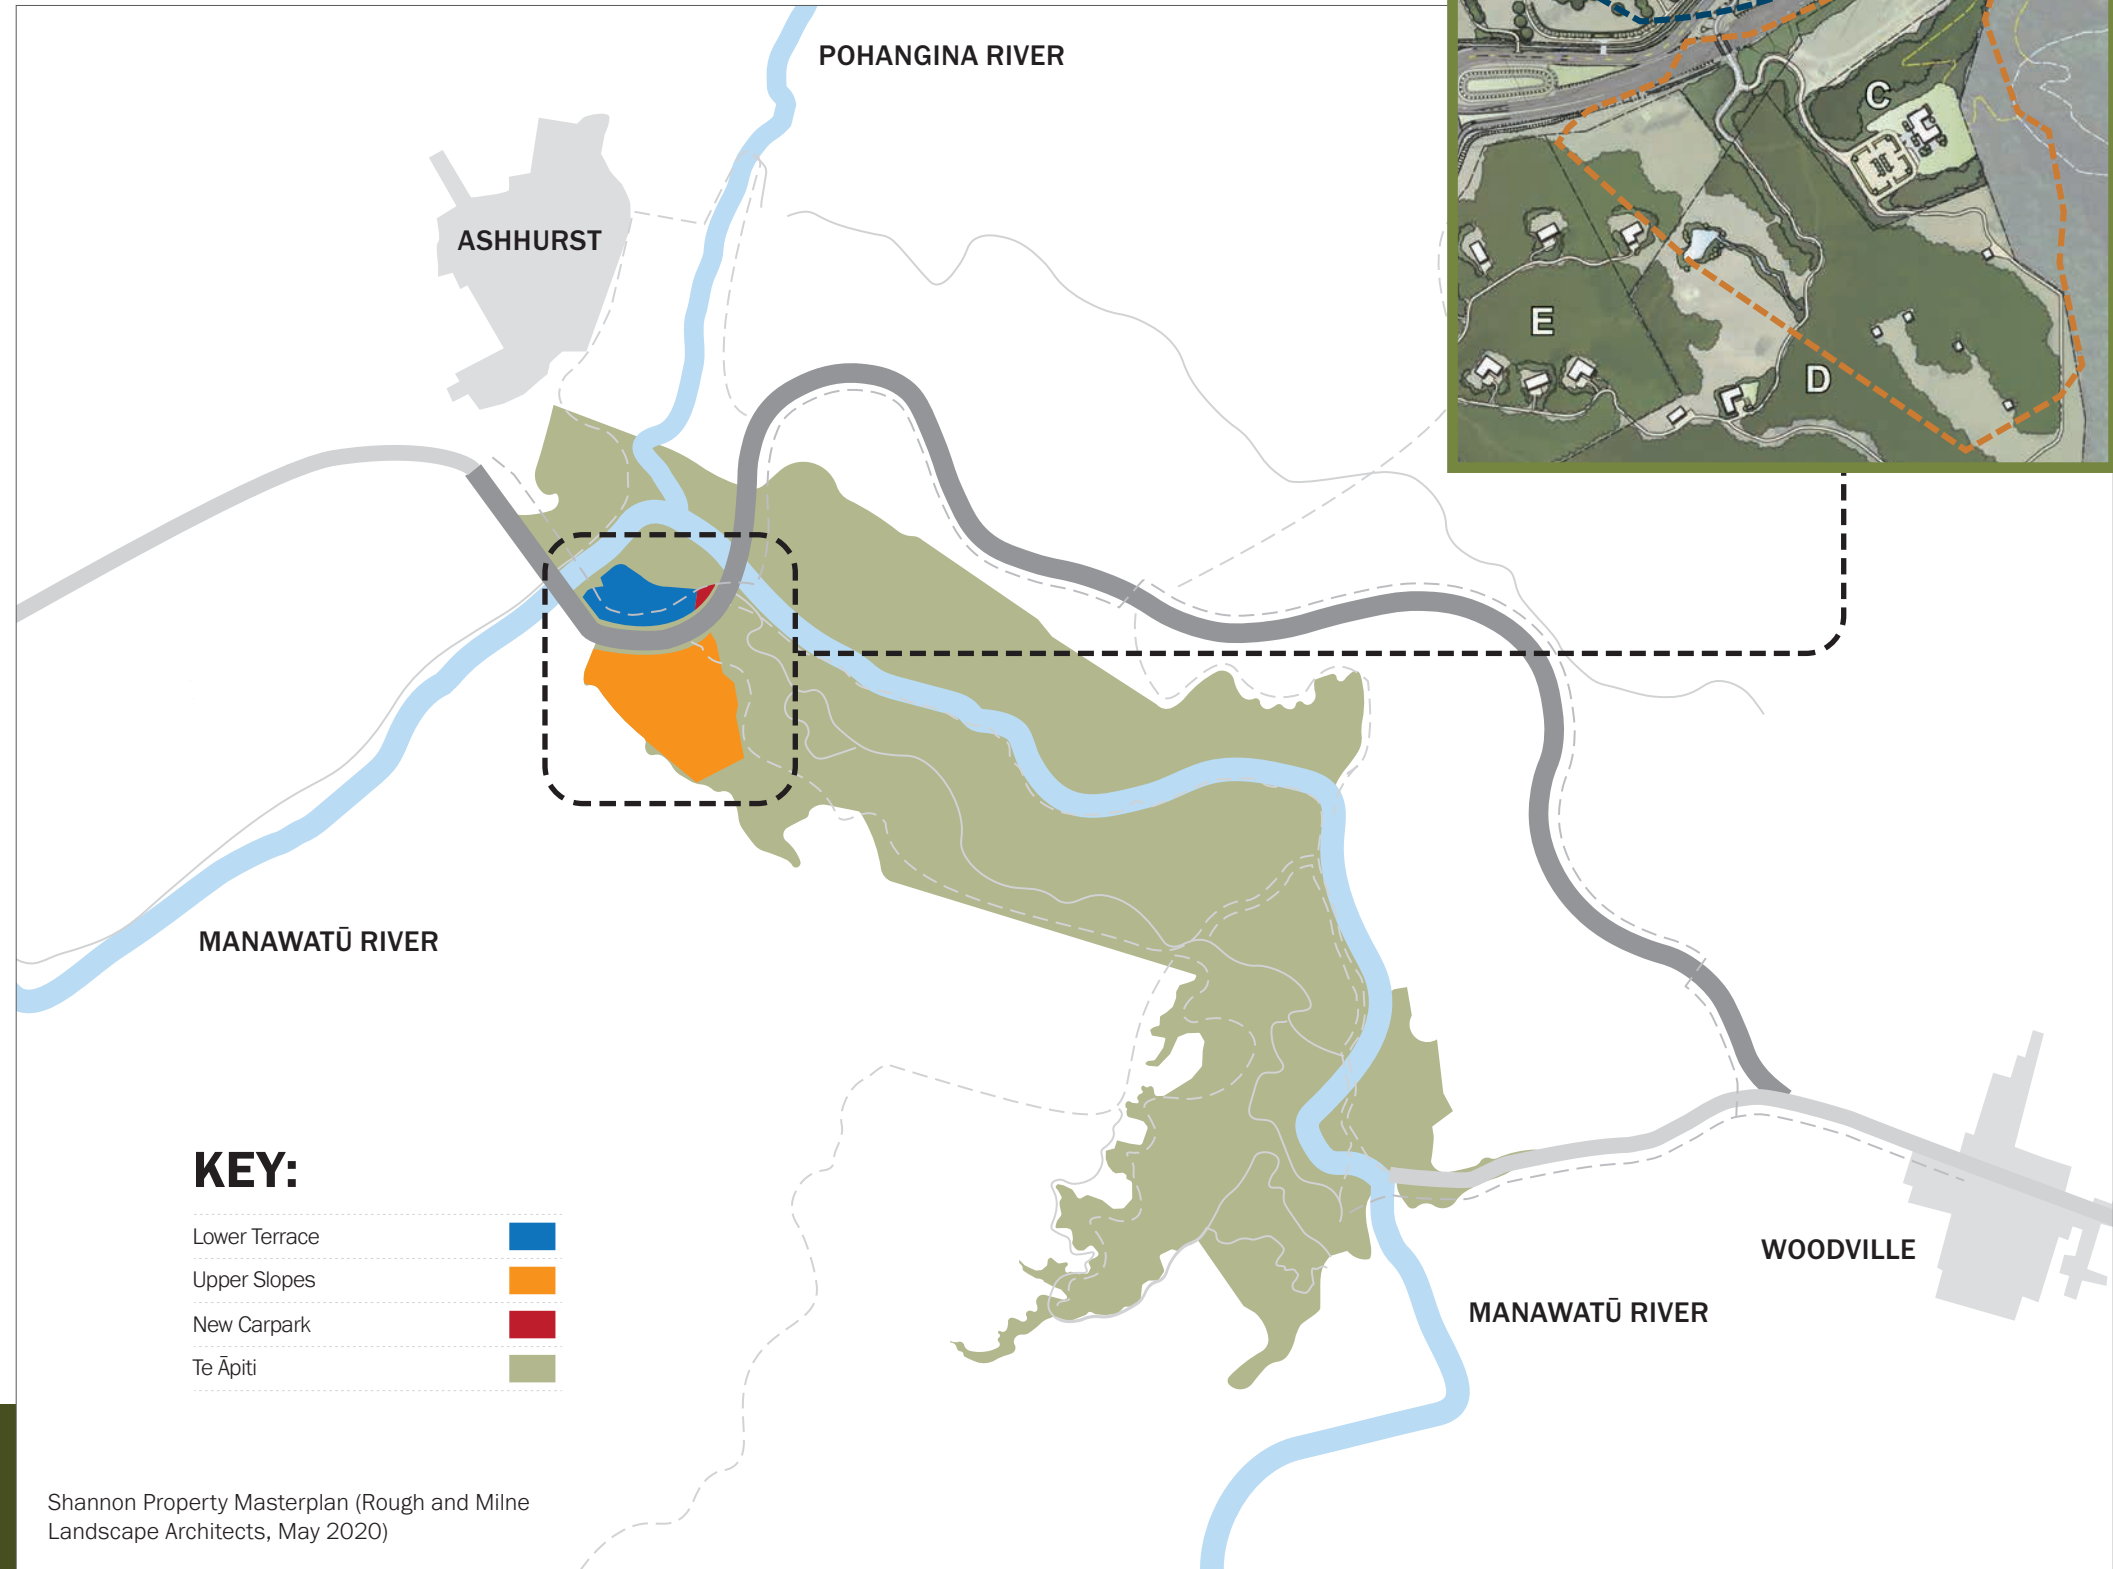 POHANGINA RIVER
C
ASHHURST
E
D
MANAWATŪ RIVER
KEY:
Lower Terrace
Upper Slopes
New Carpark
Te Āpiti
WOODVILLE
MANAWATŪ RIVER
Shannon Property Masterplan (Rough and Milne
Landscape Architects, May 2020)